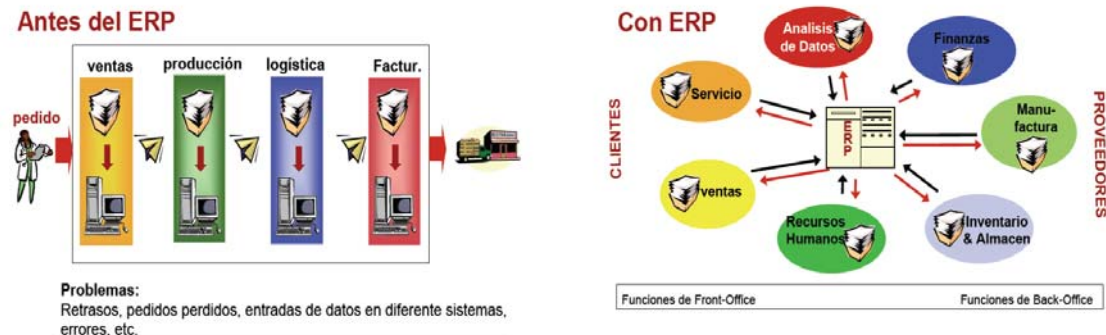 Antes del ERP
ventas
producción
logística
Factur.
pedido
Problemas:
Retrasos, pedidos perdidos, entradas de datos en diferente sistemas,
errores, etc.
Con ERP
Analisis
de Datos
Finanzas
Servicio
Manu-
factura
CLIENTES
ERP
PROVEEDORES
ventas
Recursos
Humanos
Inventario
& Almacen
Funciones de Front-Office
Funciones de Back-Office